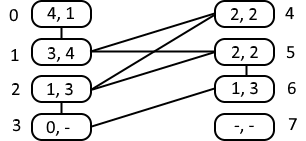 0 4, 1 2, 2 4
1 3, 4 2, 2 5
2 1, 3 1, 3 6
3 0, - -, - 7